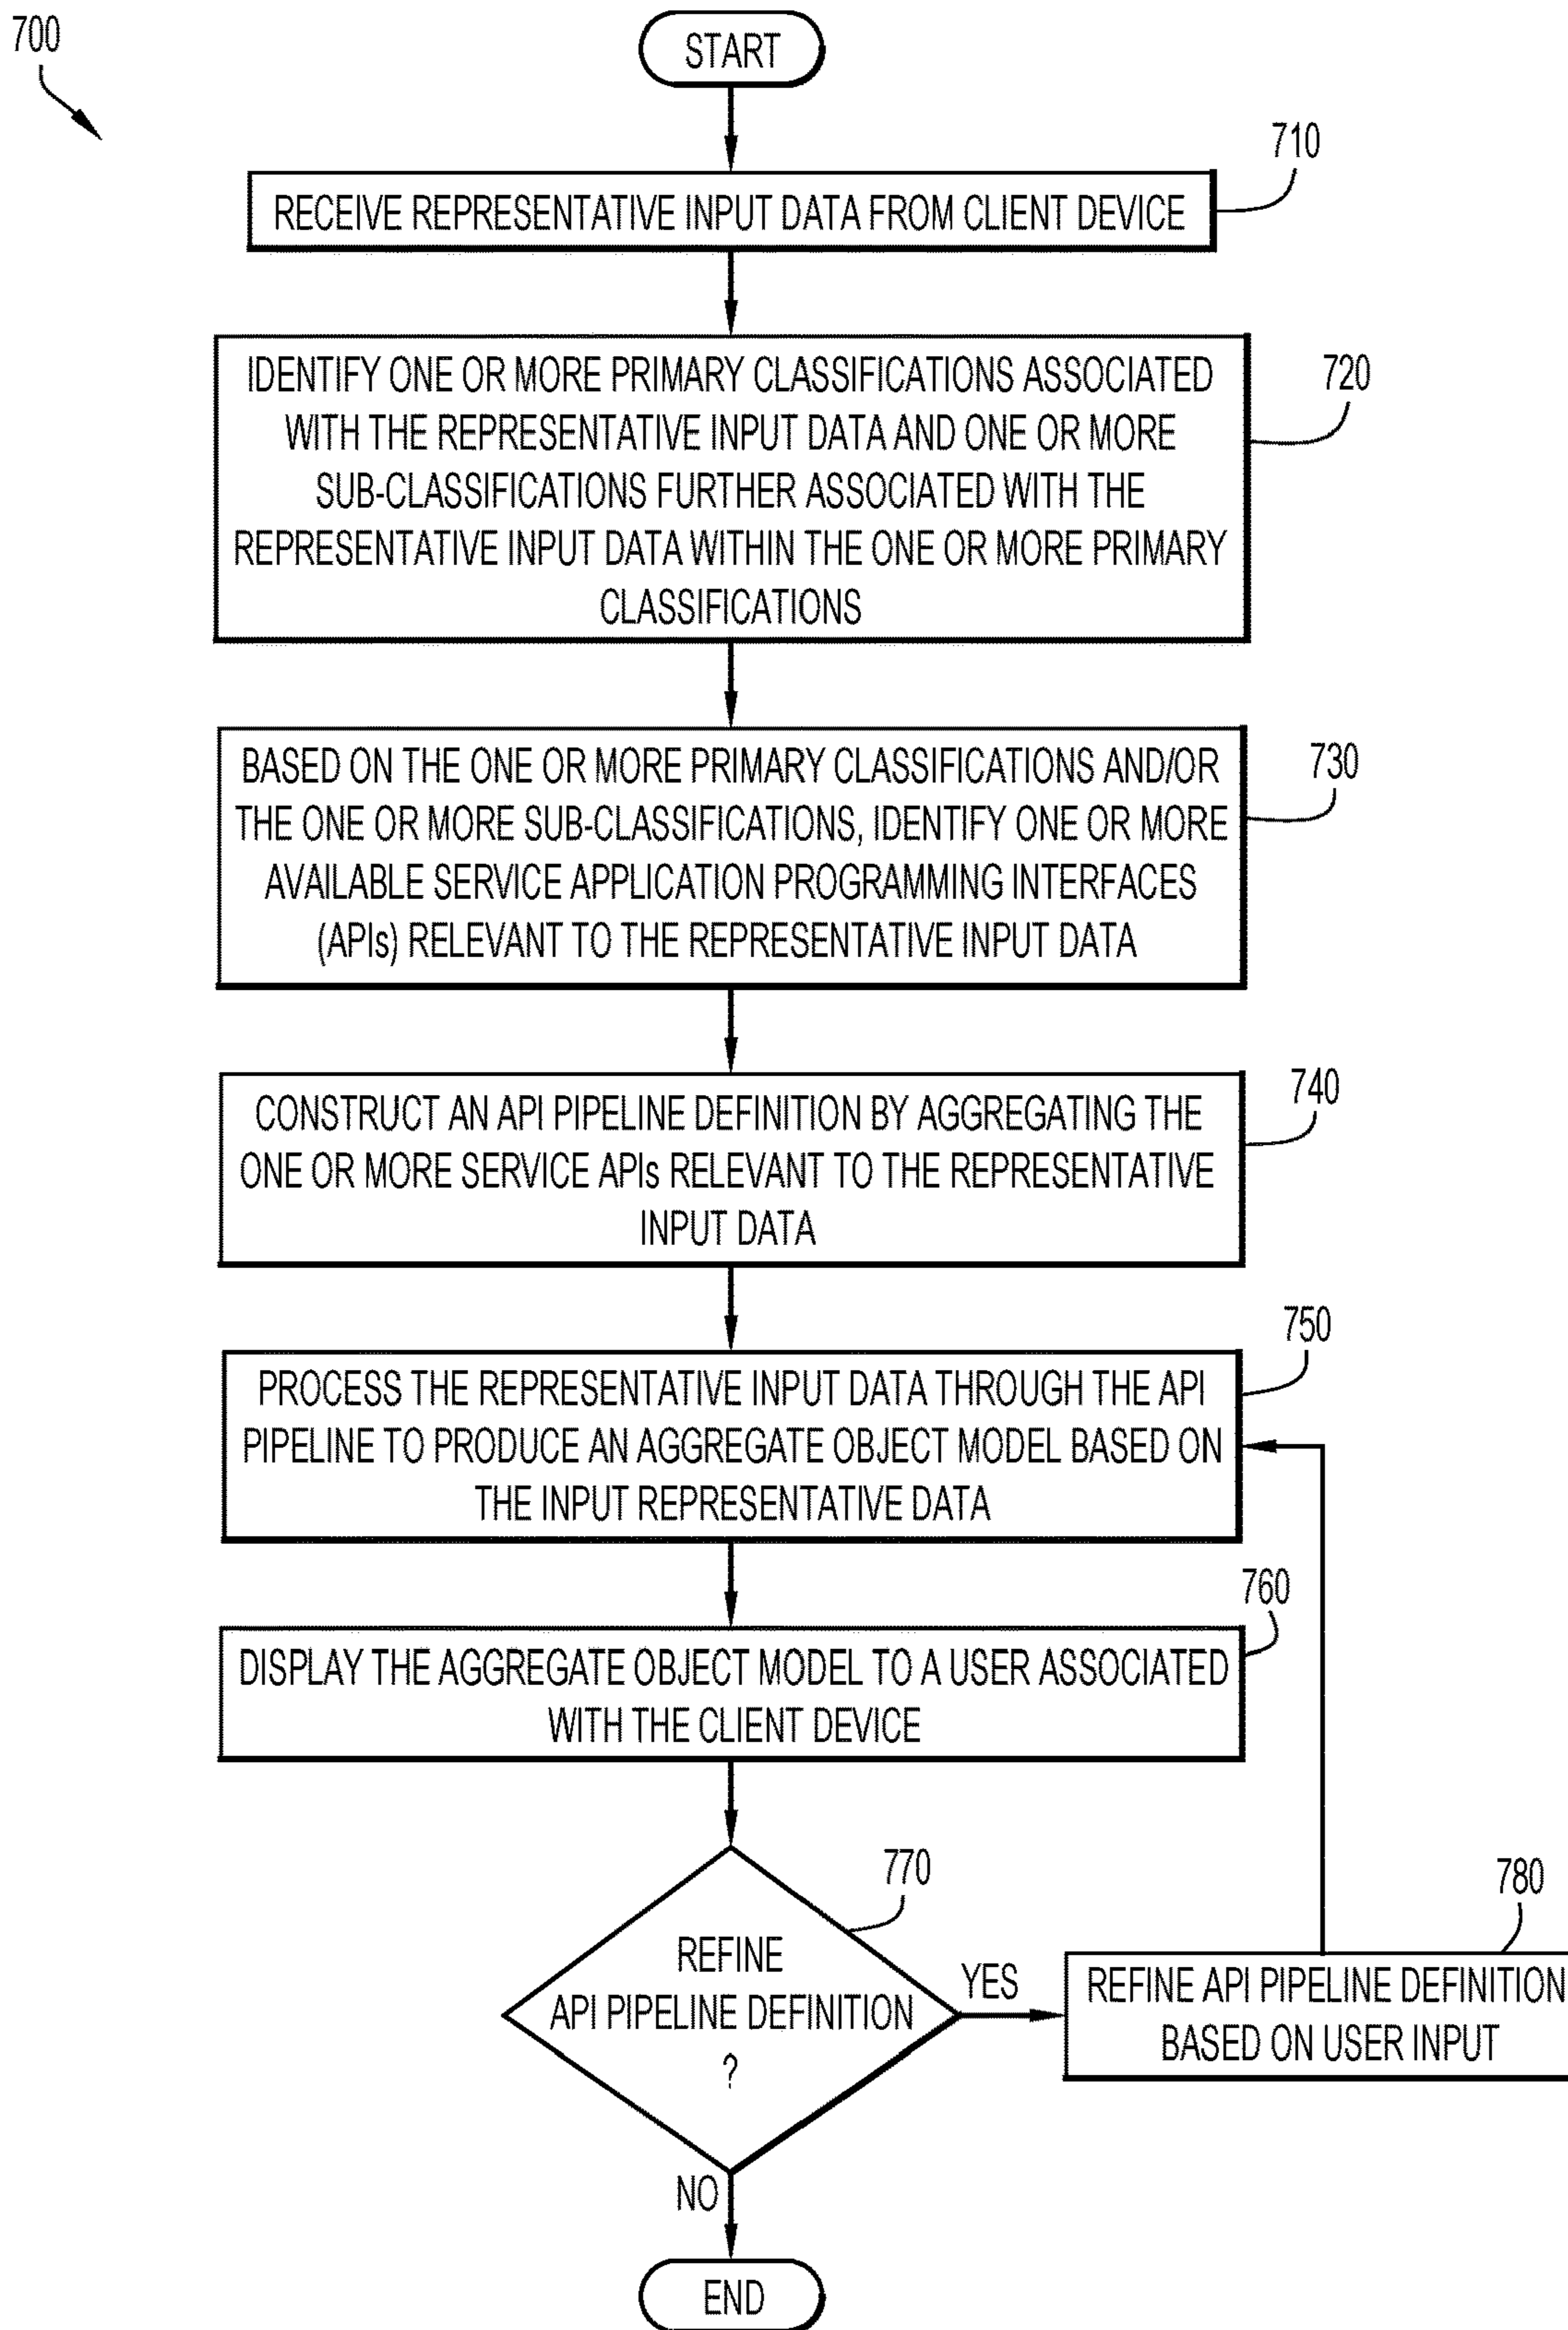 700
START
710
RECEIVE REPRESENTATIVE INPUT DATA FROM CLIENT DEVICE
720
IDENTIFY ONE OR MORE PRIMARY CLASSIFICATIONS ASSOCIATED
WITH THE REPRESENTATIVE INPUT DATA AND ONE OR MORE
SUB-CLASSIFICATIONS FURTHER ASSOCIATED WITH THE
REPRESENTATIVE INPUT DATA WITHIN THE ONE OR MORE PRIMARY
CLASSIFICATIONS
730
BASED ON THE ONE OR MORE PRIMARY CLASSIFICATIONS AND/OR
THE ONE OR MORE SUB-CLASSIFICATIONS, IDENTIFY ONE OR MORE
AVAILABLE SERVICE APPLICATION PROGRAMMING INTERFACES
(APIs) RELEVANT TO THE REPRESENTATIVE INPUT DATA
740
CONSTRUCT AN API PIPELINE DEFINITION BY AGGREGATING THE
ONE OR MORE SERVICE APIs RELEVANT TO THE REPRESENTATIVE
INPUT DATA
750
PROCESS THE REPRESENTATIVE INPUT DATA THROUGH THE API
PIPELINE TO PRODUCE AN AGGREGATE OBJECT MODEL BASED ON
THE INPUT REPRESENTATIVE DATA
760
DISPLAY THE AGGREGATE OBJECT MODEL TO A USER ASSOCIATED
WITH THE CLIENT DEVICE
770
REFINE
API PIPELINE DEFINITION
?
YES
780
REFINE API PIPELINE DEFINITION
BASED ON USER INPUT
NO
END